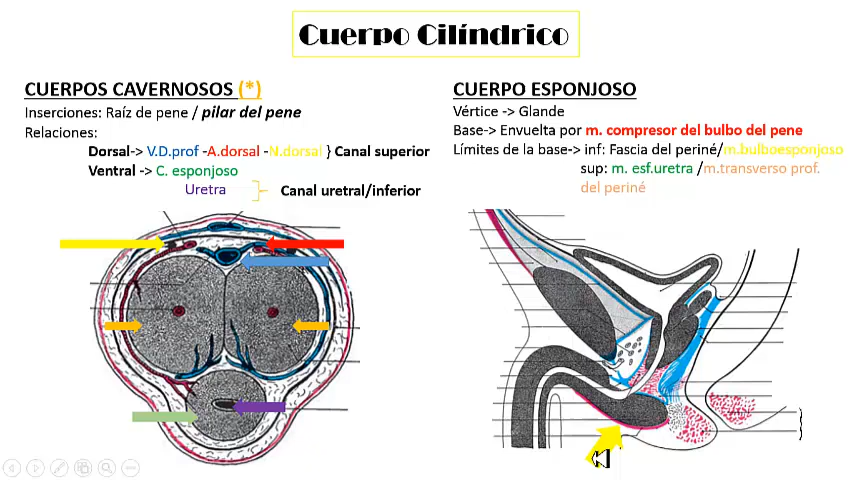 Cuerpo Cilíndrico
CUERPOS CAVERNOSOS (*)
Inserciones: Raíz de pene / pilar del pene
Relaciones:
Dorsal-> V.D.prof -A.dorsal -N.dorsal } Canal superior
Ventral -> C. esponjoso
Uretra
Canal uretral/inferior
CUERPO ESPONJOSO
Vértice -> Glande
Base-> Envuelta por m. compresor del bulbo del pene
Límites de la base-> inf: Fascia del periné/m.bulboesponjoso
sup: m. esf.uretra /m.transverso prof.
del periné